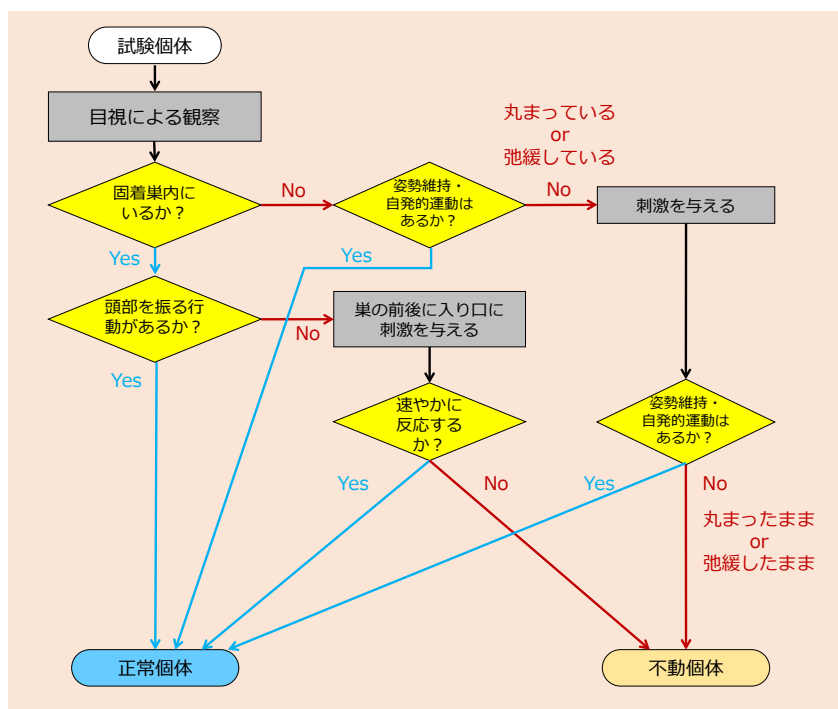 試験個体
目視による観察
丸まっている
or
弛緩している
固着巣内に
いるか？
No
姿勢維持・
自発的運動は
あるか？
No
刺激を与える
Yes
Yes
頭部を振る行
動があるか？
No
巣の前後に入り口に
刺激を与える
Yes
速やかに
反応する
か？
姿勢維持・
自発的運動は
あるか？
Yes
No
Yes
No
丸まったまま
or
弛緩したまま
正常個体
不動個体